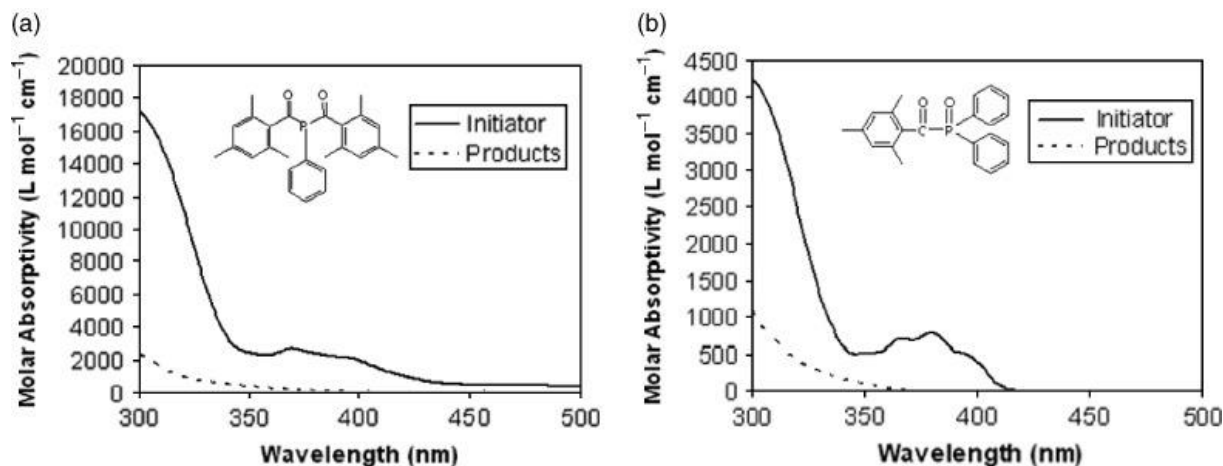 (a)
Molar Absorptivity (L mol⁻¹ cm⁻¹)
20000
18000
16000
14000
12000
10000
8000
6000
4000
2000
0
300
350
400
450
500
Wavelength (nm)
O
O
P
Initiator
Products
(b)
Molar Absorptivity (L mol⁻¹ cm⁻¹)
4500
4000
3500
3000
2500
2000
1500
1000
500
0
300
350
400
450
500
Wavelength (nm)
O
O
C
P
Initiator
Products